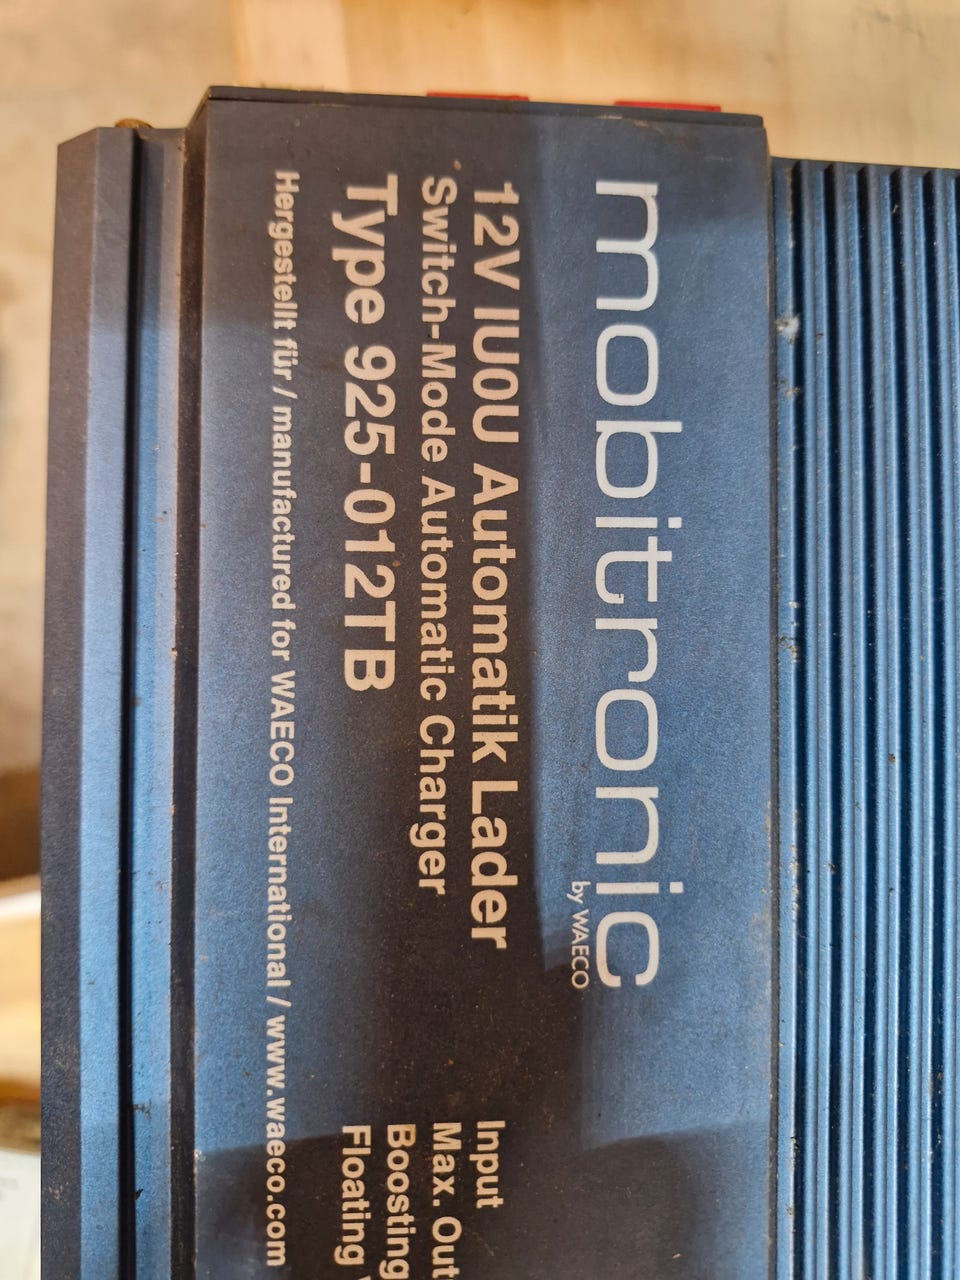 mobitronic
by WAECO
12V IU0U Automatik Lader
Switch-Mode Automatic Charger
Type 925-012TB
Hergestellt für / manufactured for WAECO International / www.waeco.com
Input
Max. Out
Boosting
Floating